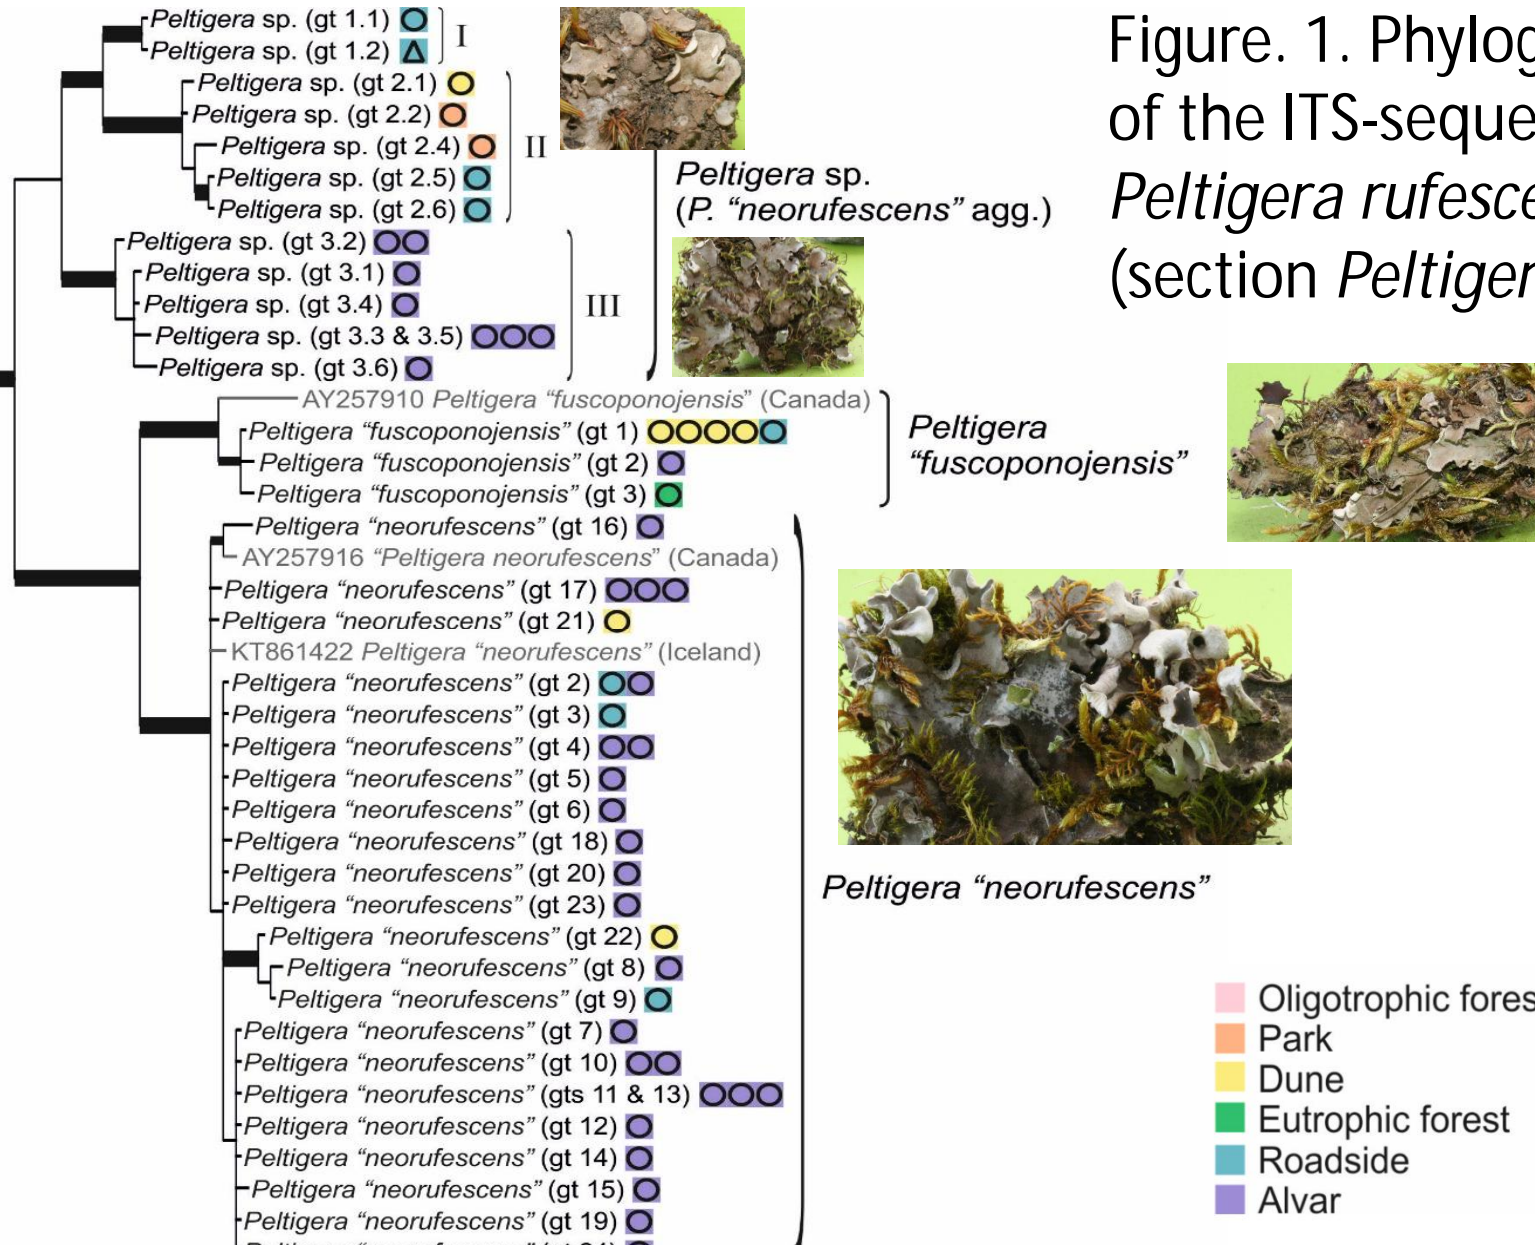 Peltigera sp. (gt 1.1)
Peltigera sp. (gt 1.2)
I
Peltigera sp. (gt 2.1)
Peltigera sp. (gt 2.2)
Peltigera sp. (gt 2.4)
Peltigera sp. (gt 2.5)
Peltigera sp. (gt 2.6)
II
Peltigera sp. (gt 3.2)
Peltigera sp. (gt 3.1)
Peltigera sp. (gt 3.4)
Peltigera sp. (gt 3.3 & 3.5)
Peltigera sp. (gt 3.6)
III
Peltigera sp.
(P. “neorufescens” agg.)
Figure. 1. Phylog
of the ITS-seque
Peltigera rufesce
(section Peltiger
AY257910 Peltigera “fuscoponojensis” (Canada)
Peltigera “fuscoponojensis” (gt 1)
Peltigera “fuscoponojensis” (gt 2)
Peltigera “fuscoponojensis” (gt 3)
Peltigera
“fuscoponojensis”
Peltigera “neorufescens” (gt 16)
AY257916 “Peltigera neorufescens” (Canada)
Peltigera “neorufescens” (gt 17)
Peltigera “neorufescens” (gt 21)
KT861422 Peltigera “neorufescens” (Iceland)
Peltigera “neorufescens” (gt 2)
Peltigera “neorufescens” (gt 3)
Peltigera “neorufescens” (gt 4)
Peltigera “neorufescens” (gt 5)
Peltigera “neorufescens” (gt 6)
Peltigera “neorufescens” (gt 18)
Peltigera “neorufescens” (gt 20)
Peltigera “neorufescens” (gt 23)
Peltigera “neorufescens” (gt 22)
Peltigera “neorufescens” (gt 8)
Peltigera “neorufescens” (gt 9)
Peltigera “neorufescens” (gt 7)
Peltigera “neorufescens” (gt 10)
Peltigera “neorufescens” (gts 11 & 13)
Peltigera “neorufescens” (gt 12)
Peltigera “neorufescens” (gt 14)
Peltigera “neorufescens” (gt 15)
Peltigera “neorufescens” (gt 19)
Peltigera “neorufescens”
Oligotrophic fores
Park
Dune
Eutrophic forest
Roadside
Alvar